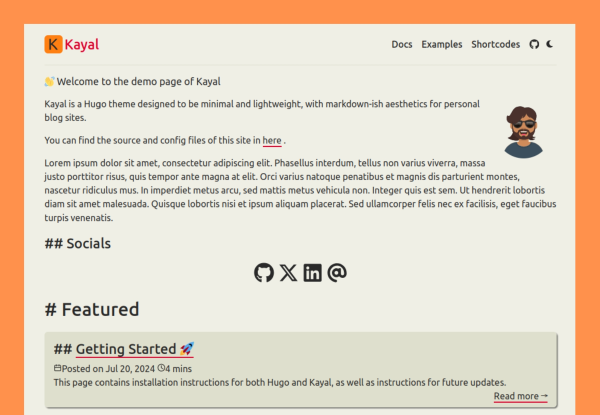 K Kayal
Docs Examples Shortcodes
Welcome to the demo page of Kayal
Kayal is a Hugo theme designed to be minimal and lightweight, with markdown-ish aesthetics for personal
blog sites.
You can find the source and config files of this site in here .
Lorem ipsum dolor sit amet, consectetur adipiscing elit. Phasellus interdum, tellus non varius viverra, massa
justo porttitor risus, quis tempor ante magna at elit. Orci varius natoque penatibus et magnis dis parturient montes,
nascetur ridiculus mus. In imperdiet metus arcu, sed mattis metus vehicula non. Integer quis est sem. Ut hendrerit lobortis
diam sit amet malesuada. Quisque lobortis nisi et ipsum aliquam placerat. Sed ullamcorper felis nec ex facilisis, eget faucibus
turpis venenatis.
## Socials
# Featured
## Getting Started 🚀
Posted on Jul 20, 2024 4 mins
This page contains installation instructions for both Hugo and Kayal, as well as instructions for future updates.
Read more →